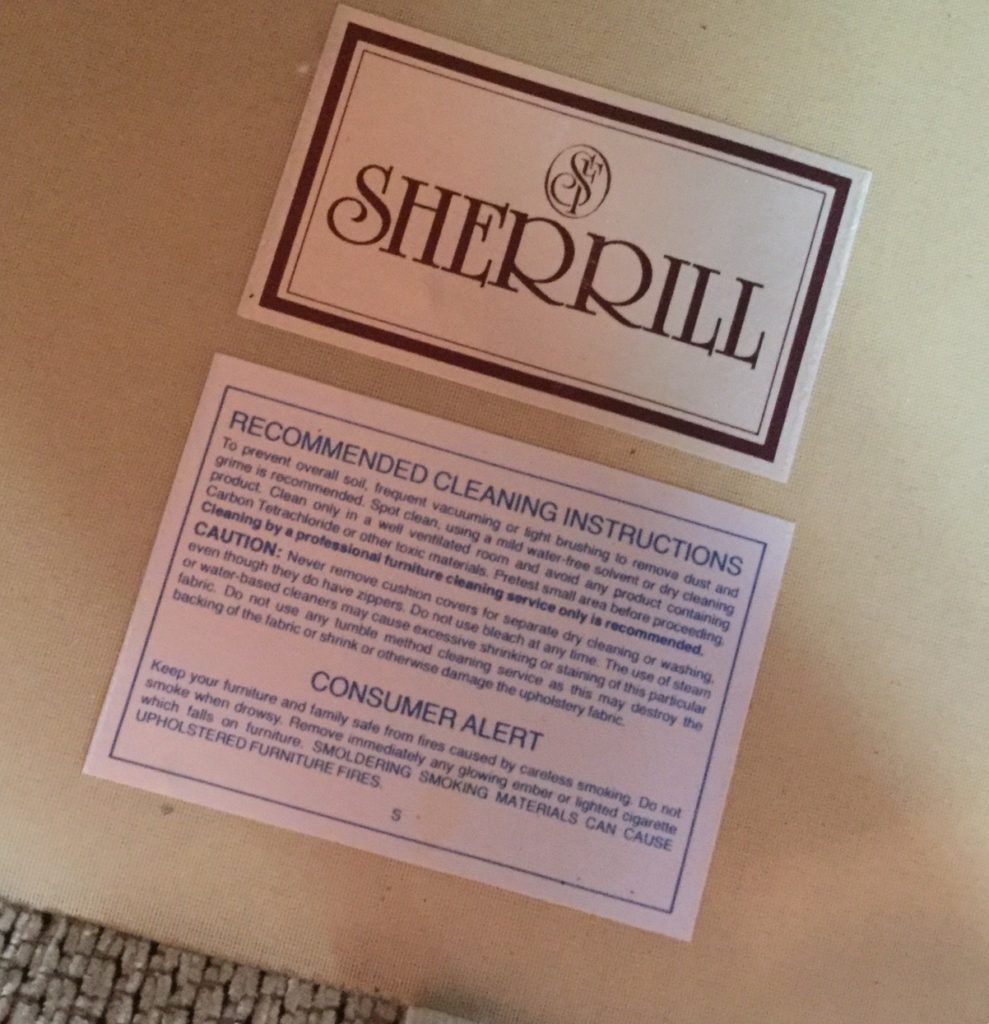 SF
SHERRILL
RECOMMENDED CLEANING INSTRUCTIONS
To prevent overall soil, frequent vacuuming or light brushing to remove dust and
grime is recommended. Spot clean, using a mild water-free solvent or dry cleaning
product. Clean only in a well ventilated room and avoid any product containing
Carbon Tetrachloride or other toxic materials. Pretest small area before proceeding.
Cleaning by a professional furniture cleaning service only is recommended.
CAUTION: Never remove cushion covers for separate dry cleaning or washing,
even though they do have zippers. Do not use bleach at any time. The use of steam
or water-based cleaners may cause excessive shrinking or staining of this particular
fabric. Do not use any tumble method cleaning service as this may destroy the
backing of the fabric or shrink or otherwise damage the upholstery fabric.
CONSUMER ALERT
Keep your furniture and family safe from fires caused by careless smoking. Do not
smoke when drowsy. Remove immediately any glowing ember or lighted cigarette
which falls on furniture. SMOLDERING SMOKING MATERIALS CAN CAUSE
UPHOLSTERED FURNITURE FIRES.
S